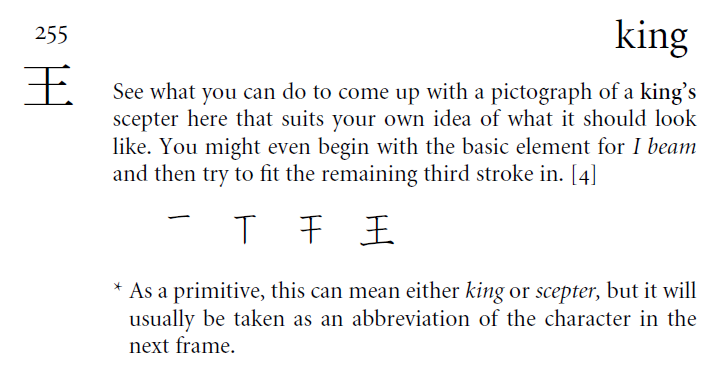 255
king
王
See what you can do to come up with a pictograph of a king's
scepter here that suits your own idea of what it should look
like. You might even begin with the basic element for I beam
and then try to fit the remaining third stroke in. [4]
一 丅 干 王
* As a primitive, this can mean either king or scepter, but it will
usually be taken as an abbreviation of the character in the
next frame.